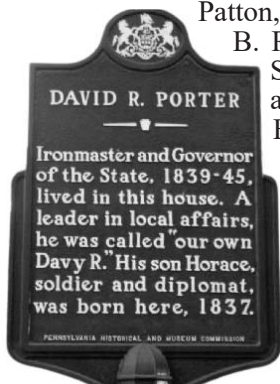 Patton,
B.
DAVID R. PORTER
Ironmaster and Governor
of the State, 1839-45,
lived in this house. A
leader in local affairs,
he was called "our own
Davy R." His son Horace,
soldier and diplomat,
was born here, 1837.
PENNSYLVANIA HISTORICAL AND MUSEUM COMMISSION